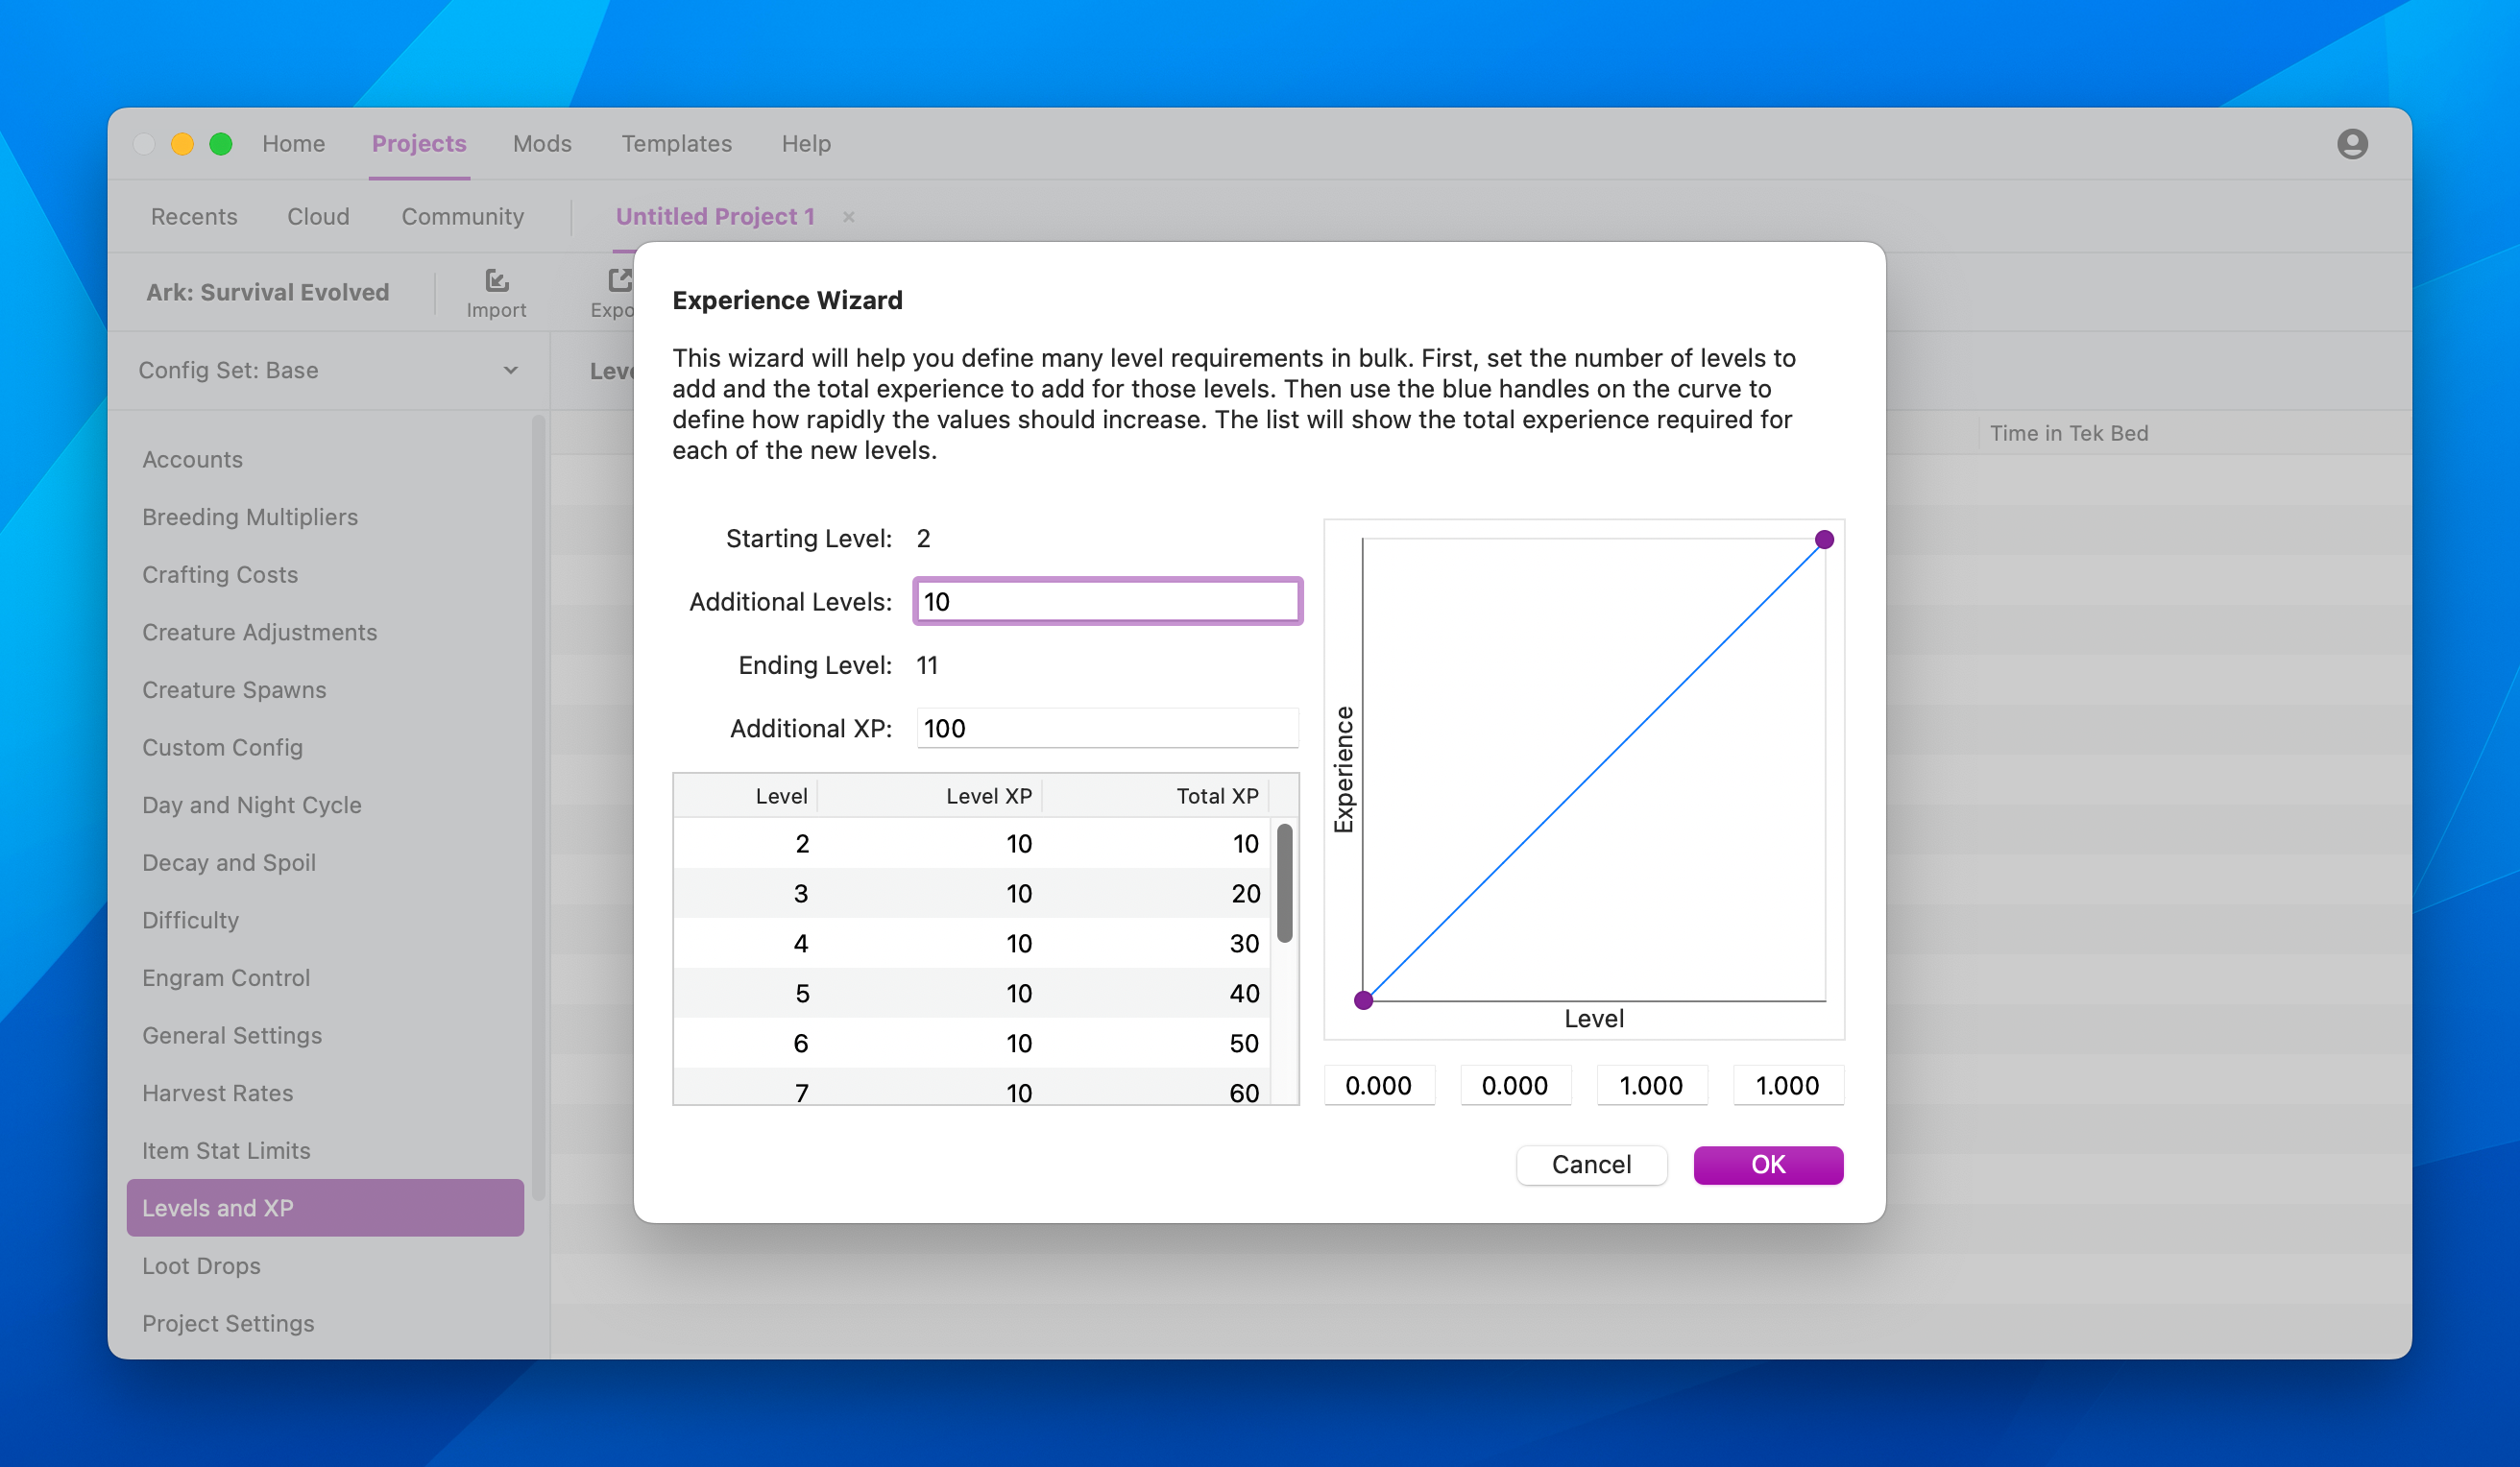 Home Projects Mods Templates Help
Recents Cloud Community Untitled Project 1 ×
Ark: Survival Evolved
Import
Config Set: Base
Accounts
Breeding Multipliers
Crafting Costs
Creature Adjustments
Creature Spawns
Custom Config
Day and Night Cycle
Decay and Spoil
Difficulty
Engram Control
General Settings
Harvest Rates
Item Stat Limits
Levels and XP
Loot Drops
Project Settings
Time in Tek Bed
Experience Wizard
This wizard will help you define many level requirements in bulk. First, set the number of levels to
add and the total experience to add for those levels. Then use the blue handles on the curve to
define how rapidly the values should increase. The list will show the total experience required for
each of the new levels.
Starting Level: 2
Additional Levels: 10
Ending Level: 11
Additional XP: 100
Level Level XP Total XP
2 10 10
3 10 20
4 10 30
5 10 40
6 10 50
7 10 60
Experience
Level
0.000 0.000 1.000 1.000
Cancel OK